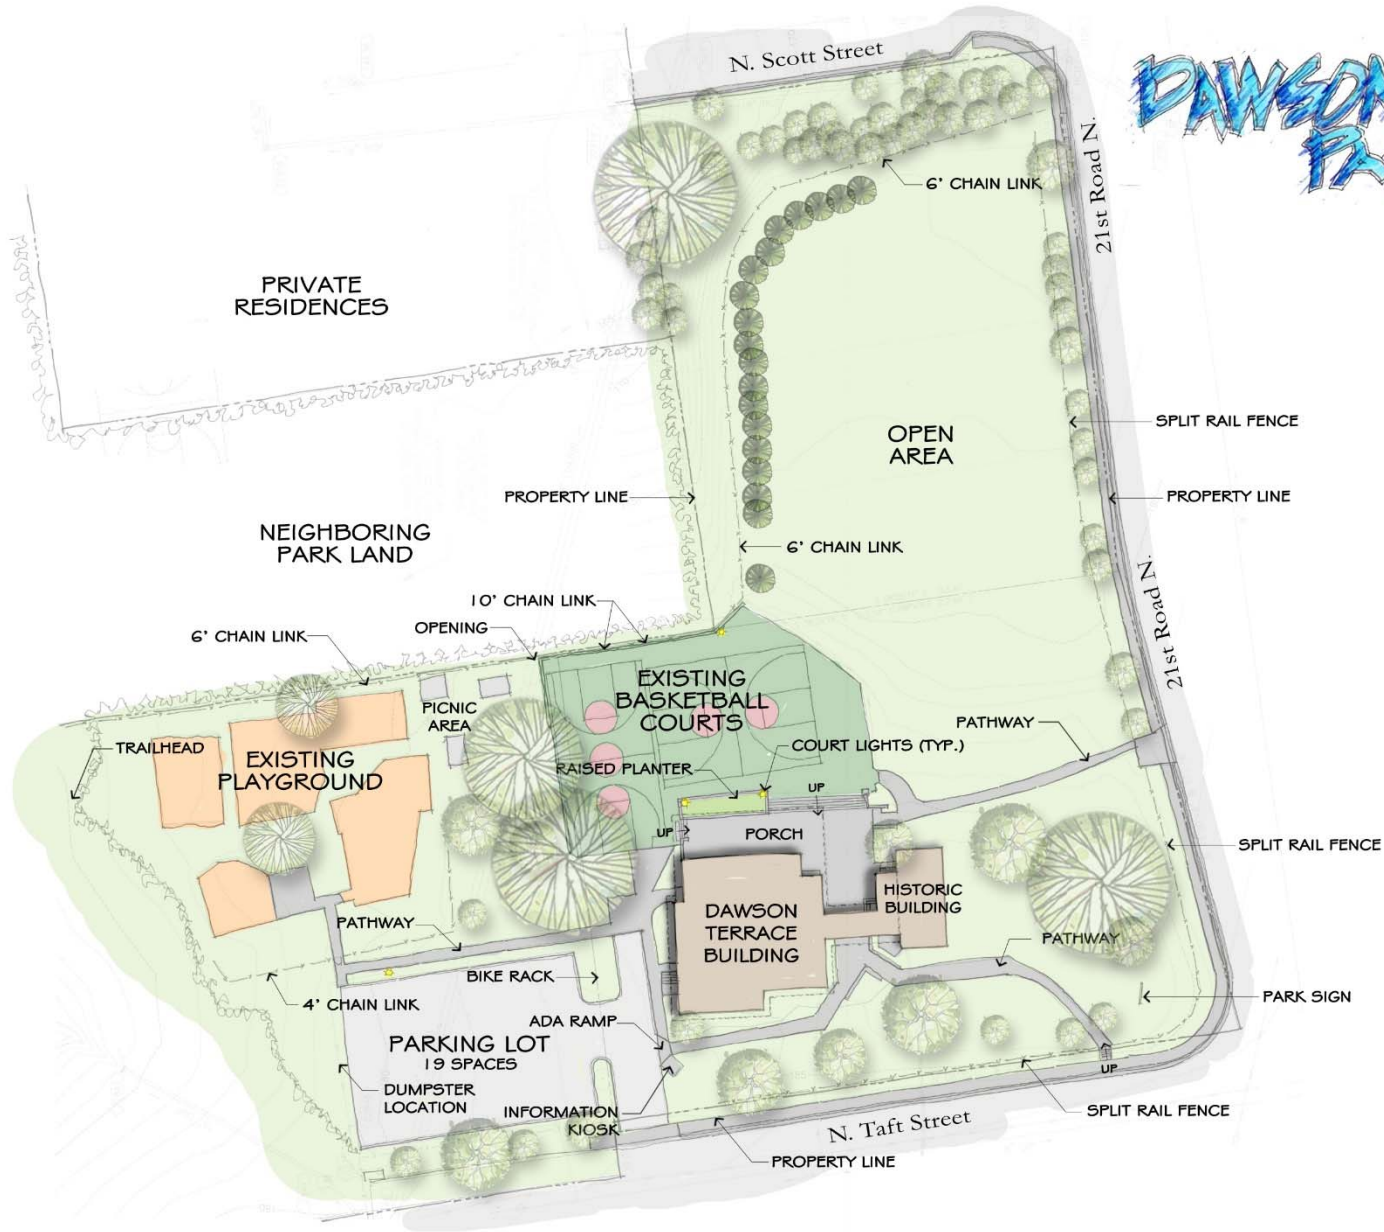 N. Scott Street
DAWSON
21st Road N.
6' CHAIN LINK
PRIVATE
RESIDENCES
SPLIT RAIL FENCE
OPEN
AREA
PROPERTY LINE
PROPERTY LINE
NEIGHBORING
PARK LAND
6' CHAIN LINK
21st Road N.
10' CHAIN LINK
OPENING
6' CHAIN LINK
EXISTING
BASKETBALL
COURTS
PICNIC
AREA
PATHWAY
TRAILHEAD
EXISTING
PLAYGROUND
COURT LIGHTS (TYP.)
RAISED PLANTER
UP
UP
PORCH
SPLIT RAIL FENCE
HISTORIC
BUILDING
DAWSON
TERRACE
BUILDING
PATHWAY
PATHWAY
BIKE RACK
4' CHAIN LINK
PARK SIGN
ADA RAMP
PARKING LOT
19 SPACES
DUMPSTER
LOCATION
UP
INFORMATION
KIOSK
SPLIT RAIL FENCE
N. Taft Street
PROPERTY LINE